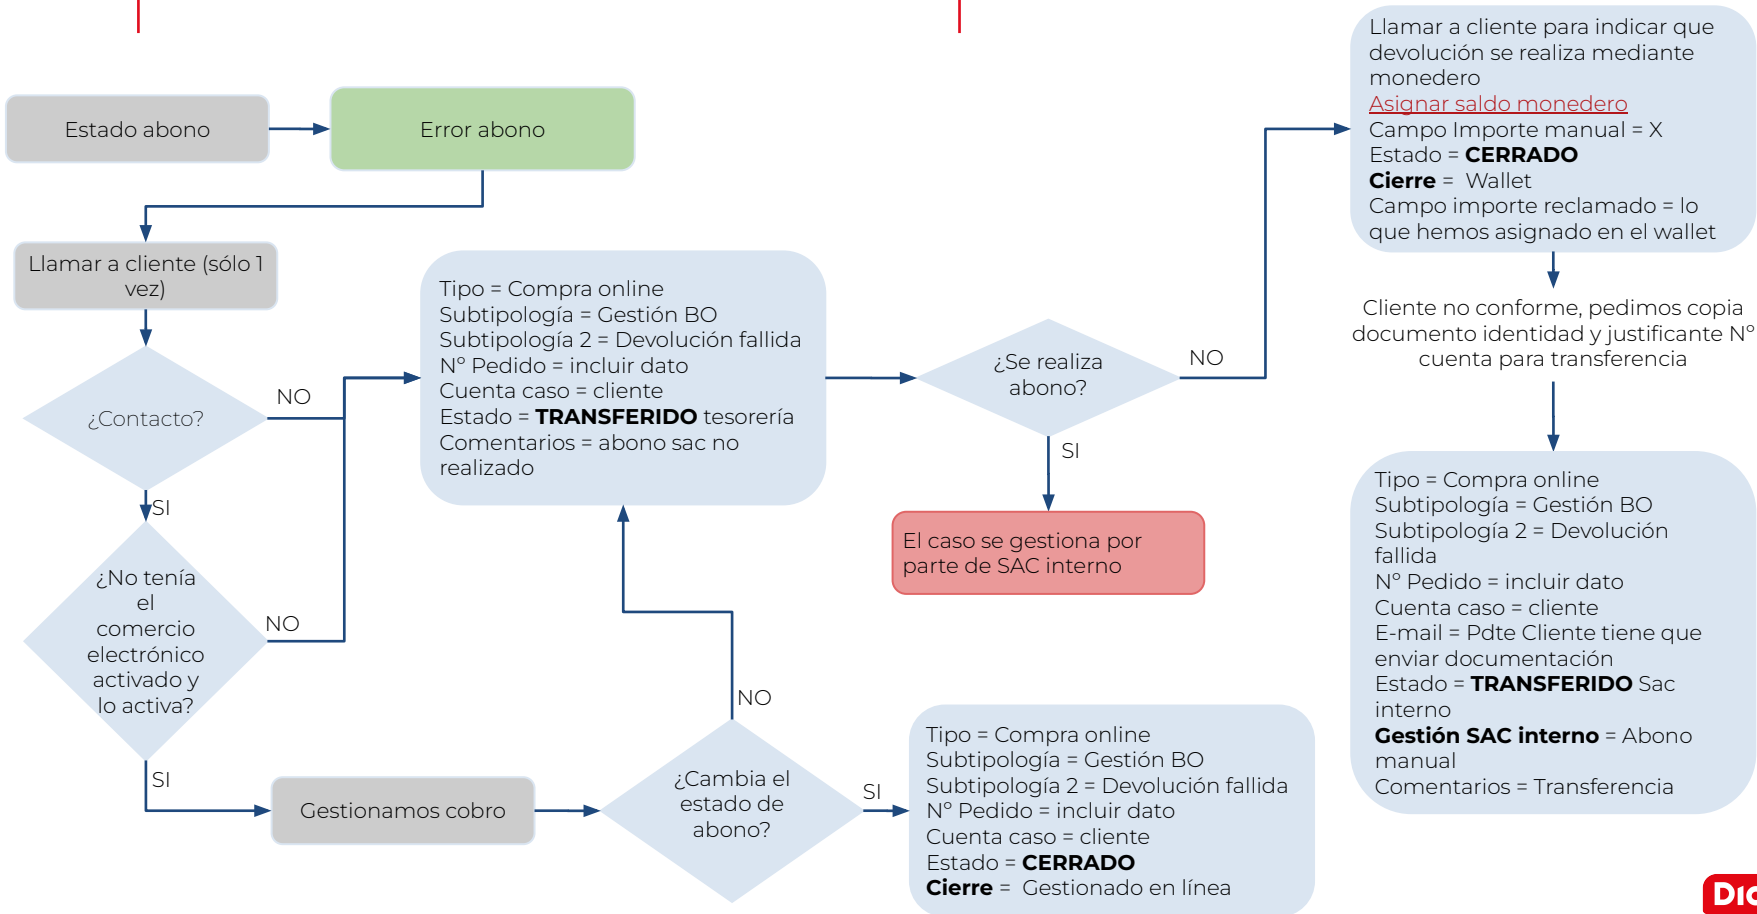 Estado abono
Error abono
Llamar a cliente (sólo 1
vez)
¿Contacto?
NO
SI
¿No tenía
el
comercio
electrónico
activado y
lo activa?
NO
SI
Gestionamos cobro
Tipo = Compra online
Subtipología = Gestión BO
Subtipología 2 = Devolución fallida
Nº Pedido = incluir dato
Cuenta caso = cliente
Estado = TRANSFERIDO tesorería
Comentarios = abono sac no
realizado
¿Cambia el
estado de
abono?
NO
SI
Tipo = Compra online
Subtipología = Gestión BO
Subtipología 2 = Devolución fallida
Nº Pedido = incluir dato
Cuenta caso = cliente
Estado = CERRADO
Cierre = Gestionado en línea
¿Se realiza
abono?
NO
SI
El caso se gestiona por
parte de SAC interno
Llamar a cliente para indicar que
devolución se realiza mediante
monedero
Asignar saldo monedero
Campo Importe manual = X
Estado = CERRADO
Cierre = Wallet
Campo importe reclamado = lo
que hemos asignado en el wallet
Cliente no conforme, pedimos copia
documento identidad y justificante Nº
cuenta para transferencia
Tipo = Compra online
Subtipología = Gestión BO
Subtipología 2 = Devolución
fallida
Nº Pedido = incluir dato
Cuenta caso = cliente
E-mail = Pdte Cliente tiene que
enviar documentación
Estado = TRANSFERIDO Sac
interno
Gestión SAC interno = Abono
manual
Comentarios = Transferencia